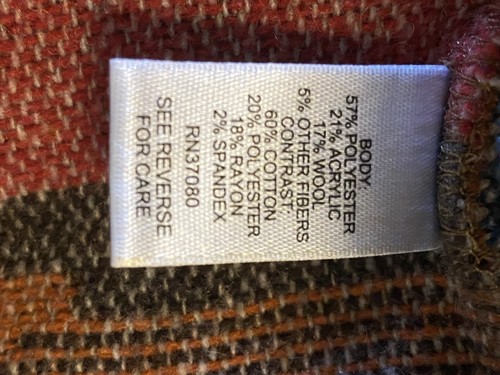 BODY:
57% POLYESTER
21% ACRYLIC
17% WOOL
5% OTHER FIBERS
CONTRAST:
60% COTTON
20% POLYESTER
18% RAYON
2% SPANDEX
RN37080
SEE REVERSE
FOR CARE